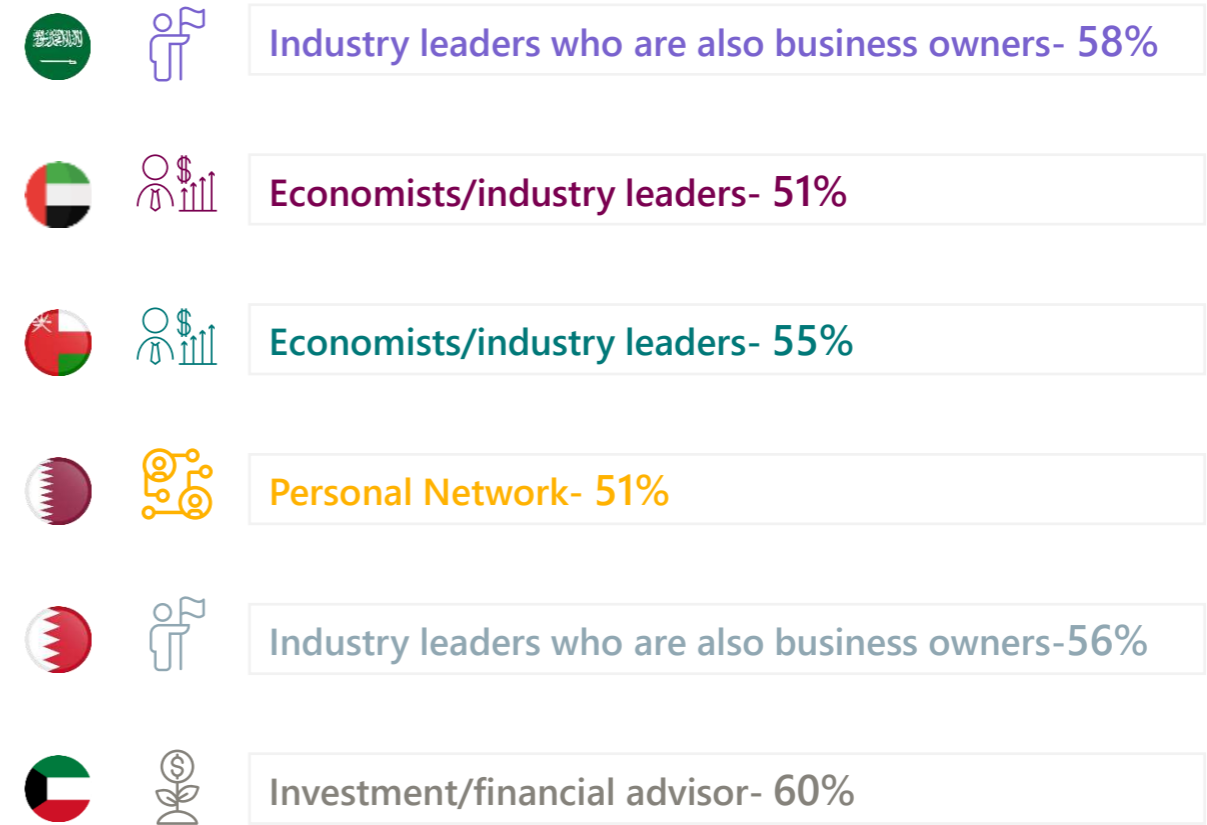 Industry leaders who are also business owners- 58%
Economists/industry leaders- 51%
Economists/industry leaders- 55%
Personal Network- 51%
Industry leaders who are also business owners-56%
Investment/financial advisor- 60%